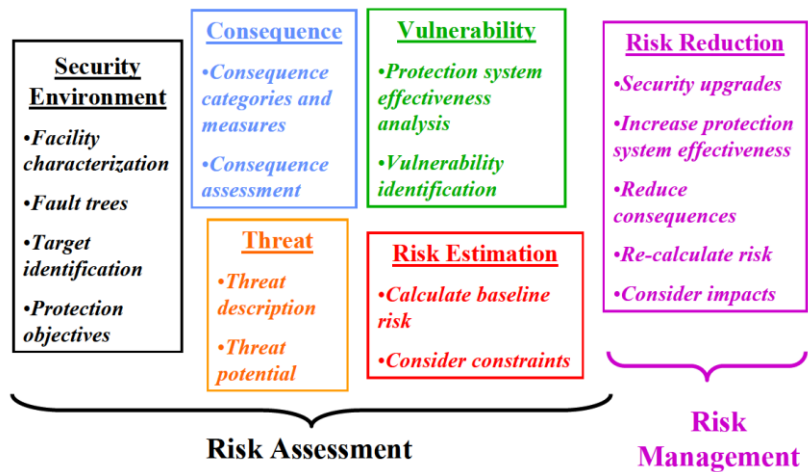 Security
Environment
•Facility
characterization
•Fault trees
•Target
identification
•Protection
objectives
Consequence
•Consequence
categories and
measures
•Consequence
assessment
Vulnerability
•Protection system
effectiveness
analysis
•Vulnerability
identification
Threat
•Threat
description
•Threat
potential
Risk Estimation
•Calculate baseline
risk
•Consider constraints
Risk Reduction
•Security upgrades
•Increase protection
system effectiveness
•Reduce
consequences
•Re-calculate risk
•Consider impacts
Risk Assessment
Risk
Management